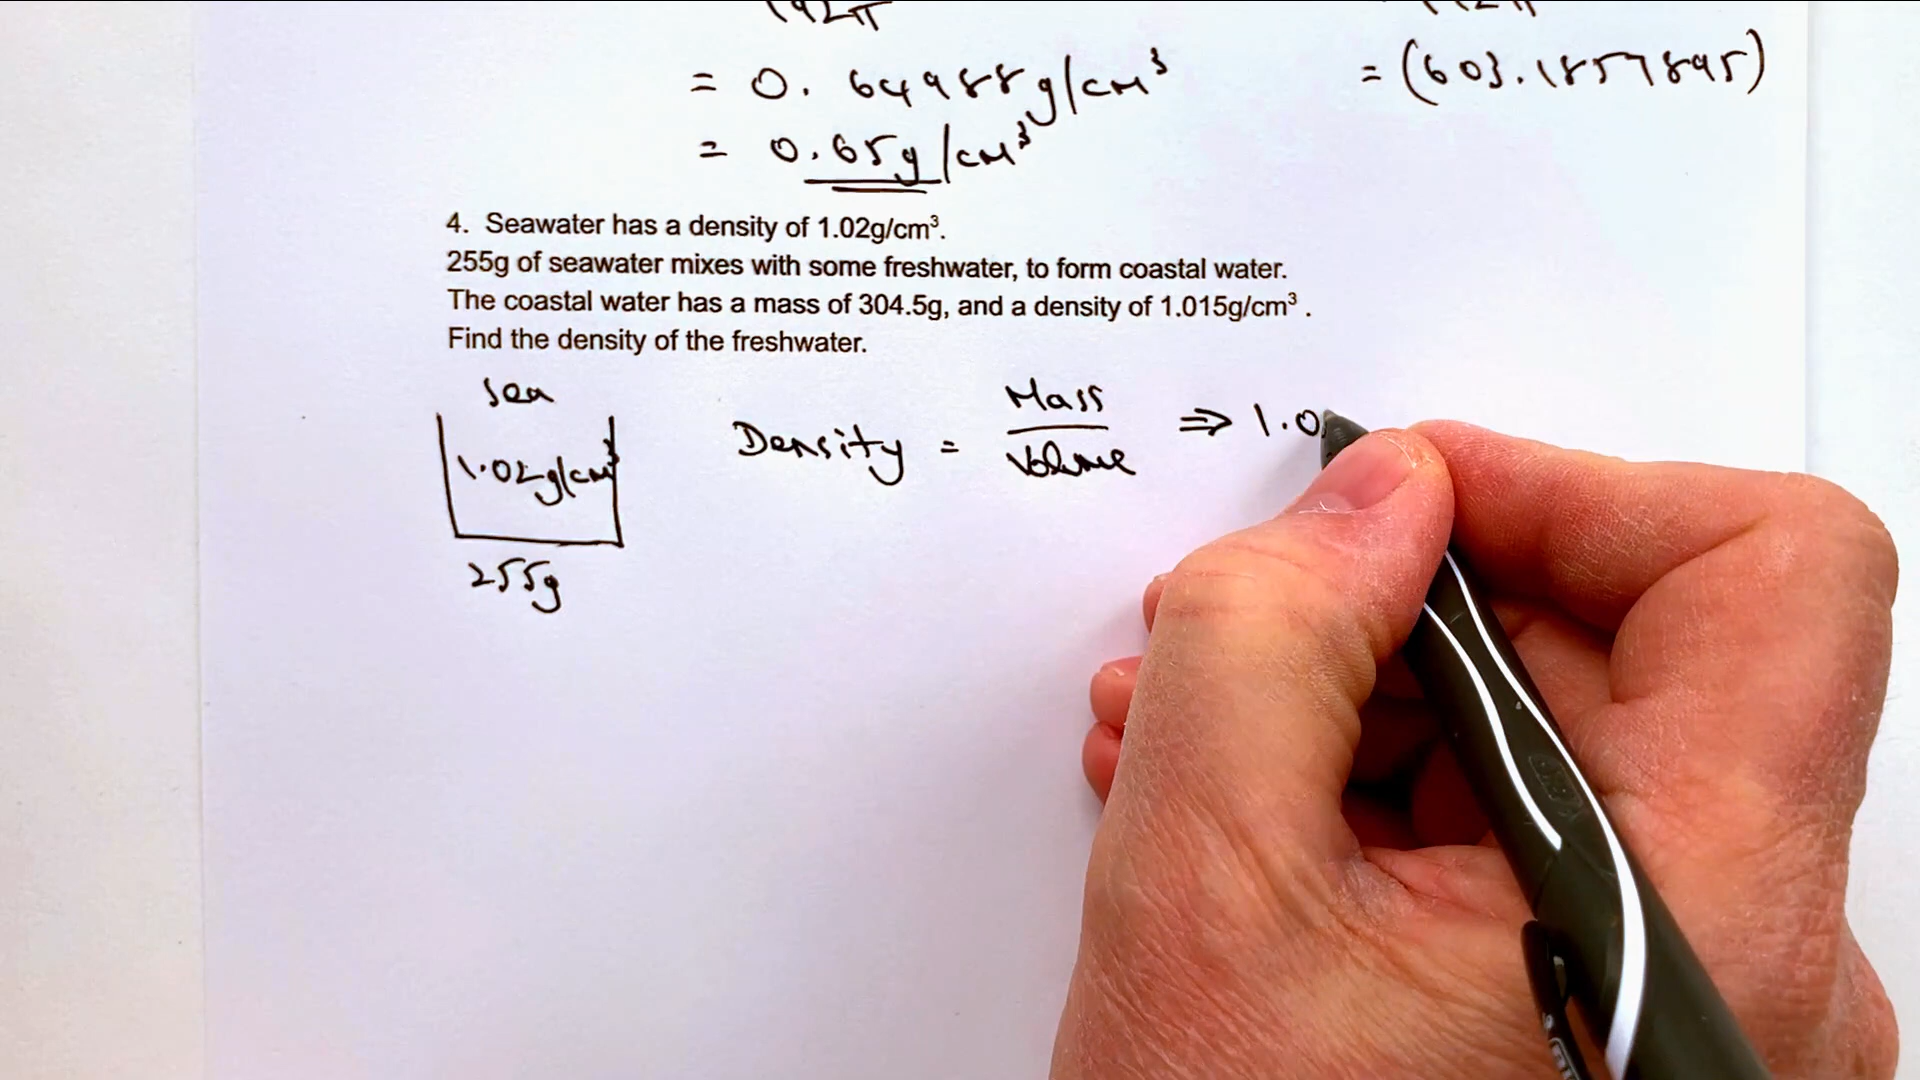 = 0.64988g/cm³
= (603.1857895)
= 0.65g/cm³
4. Seawater has a density of 1.02g/cm³.
255g of seawater mixes with some freshwater, to form coastal water.
The coastal water has a mass of 304.5g, and a density of 1.015g/cm³ .
Find the density of the freshwater.
Sea
1.02g/cm³
255g
Density = Mass
Volume
⇒ 1.0